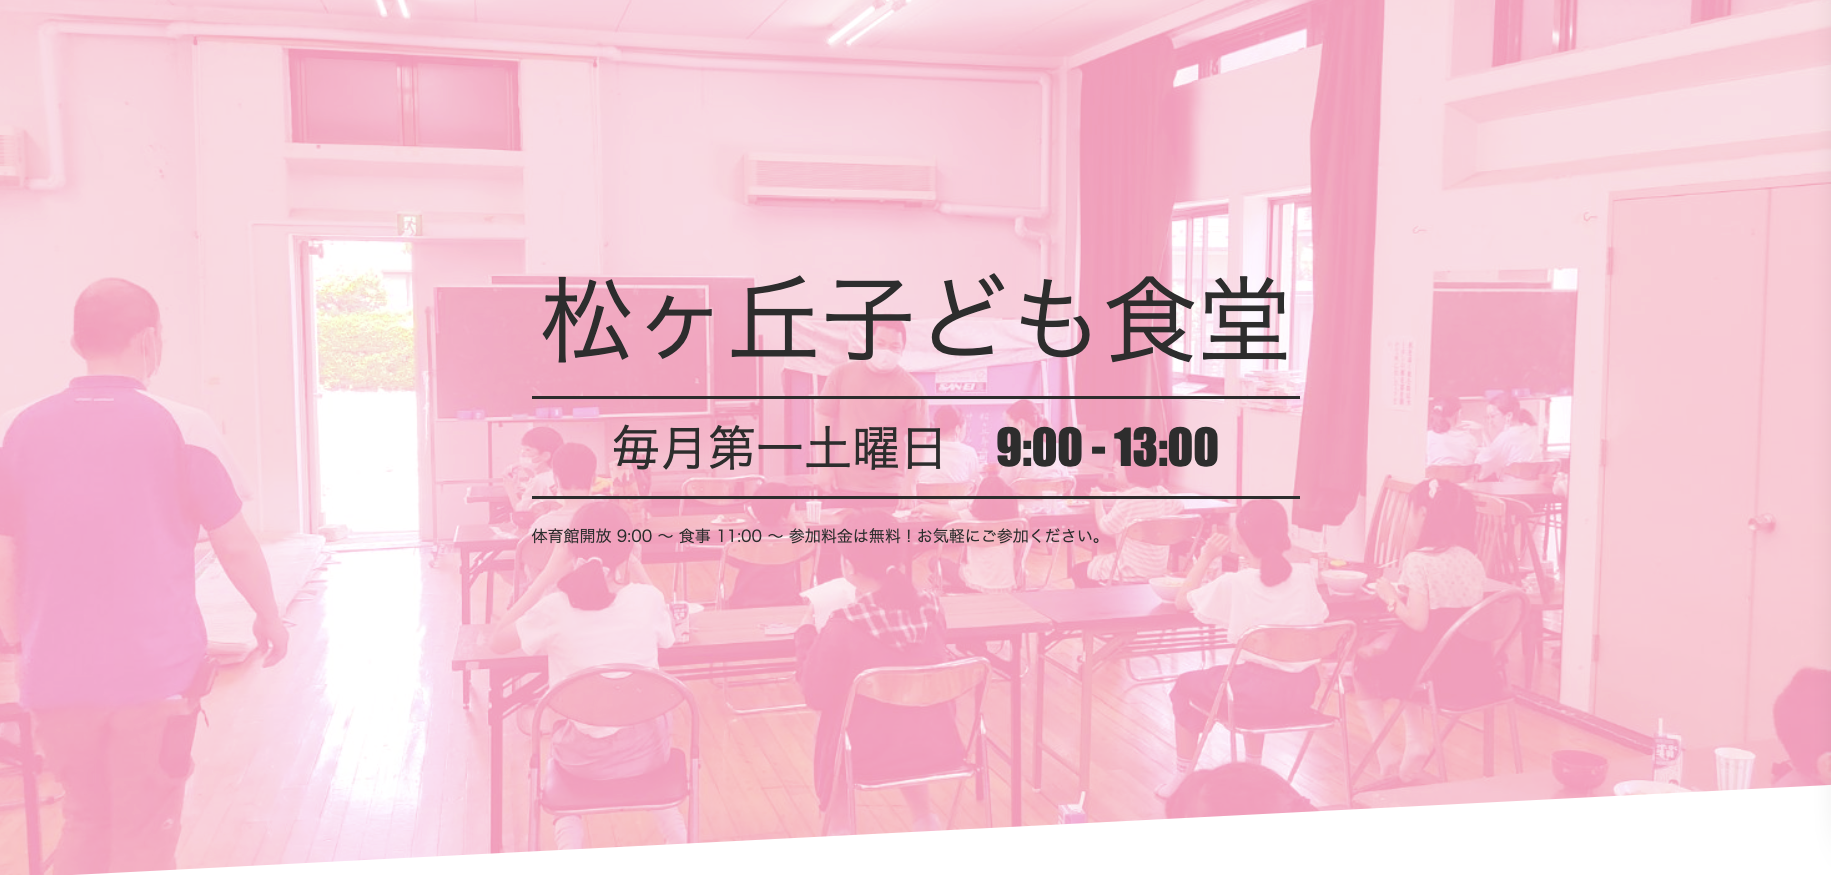 松ヶ丘子ども食堂
毎月第一土曜日　9:00 - 13:00
体育館開放 9:00 〜 食事 11:00 〜 参加料金は無料！お気軽にご参加ください。